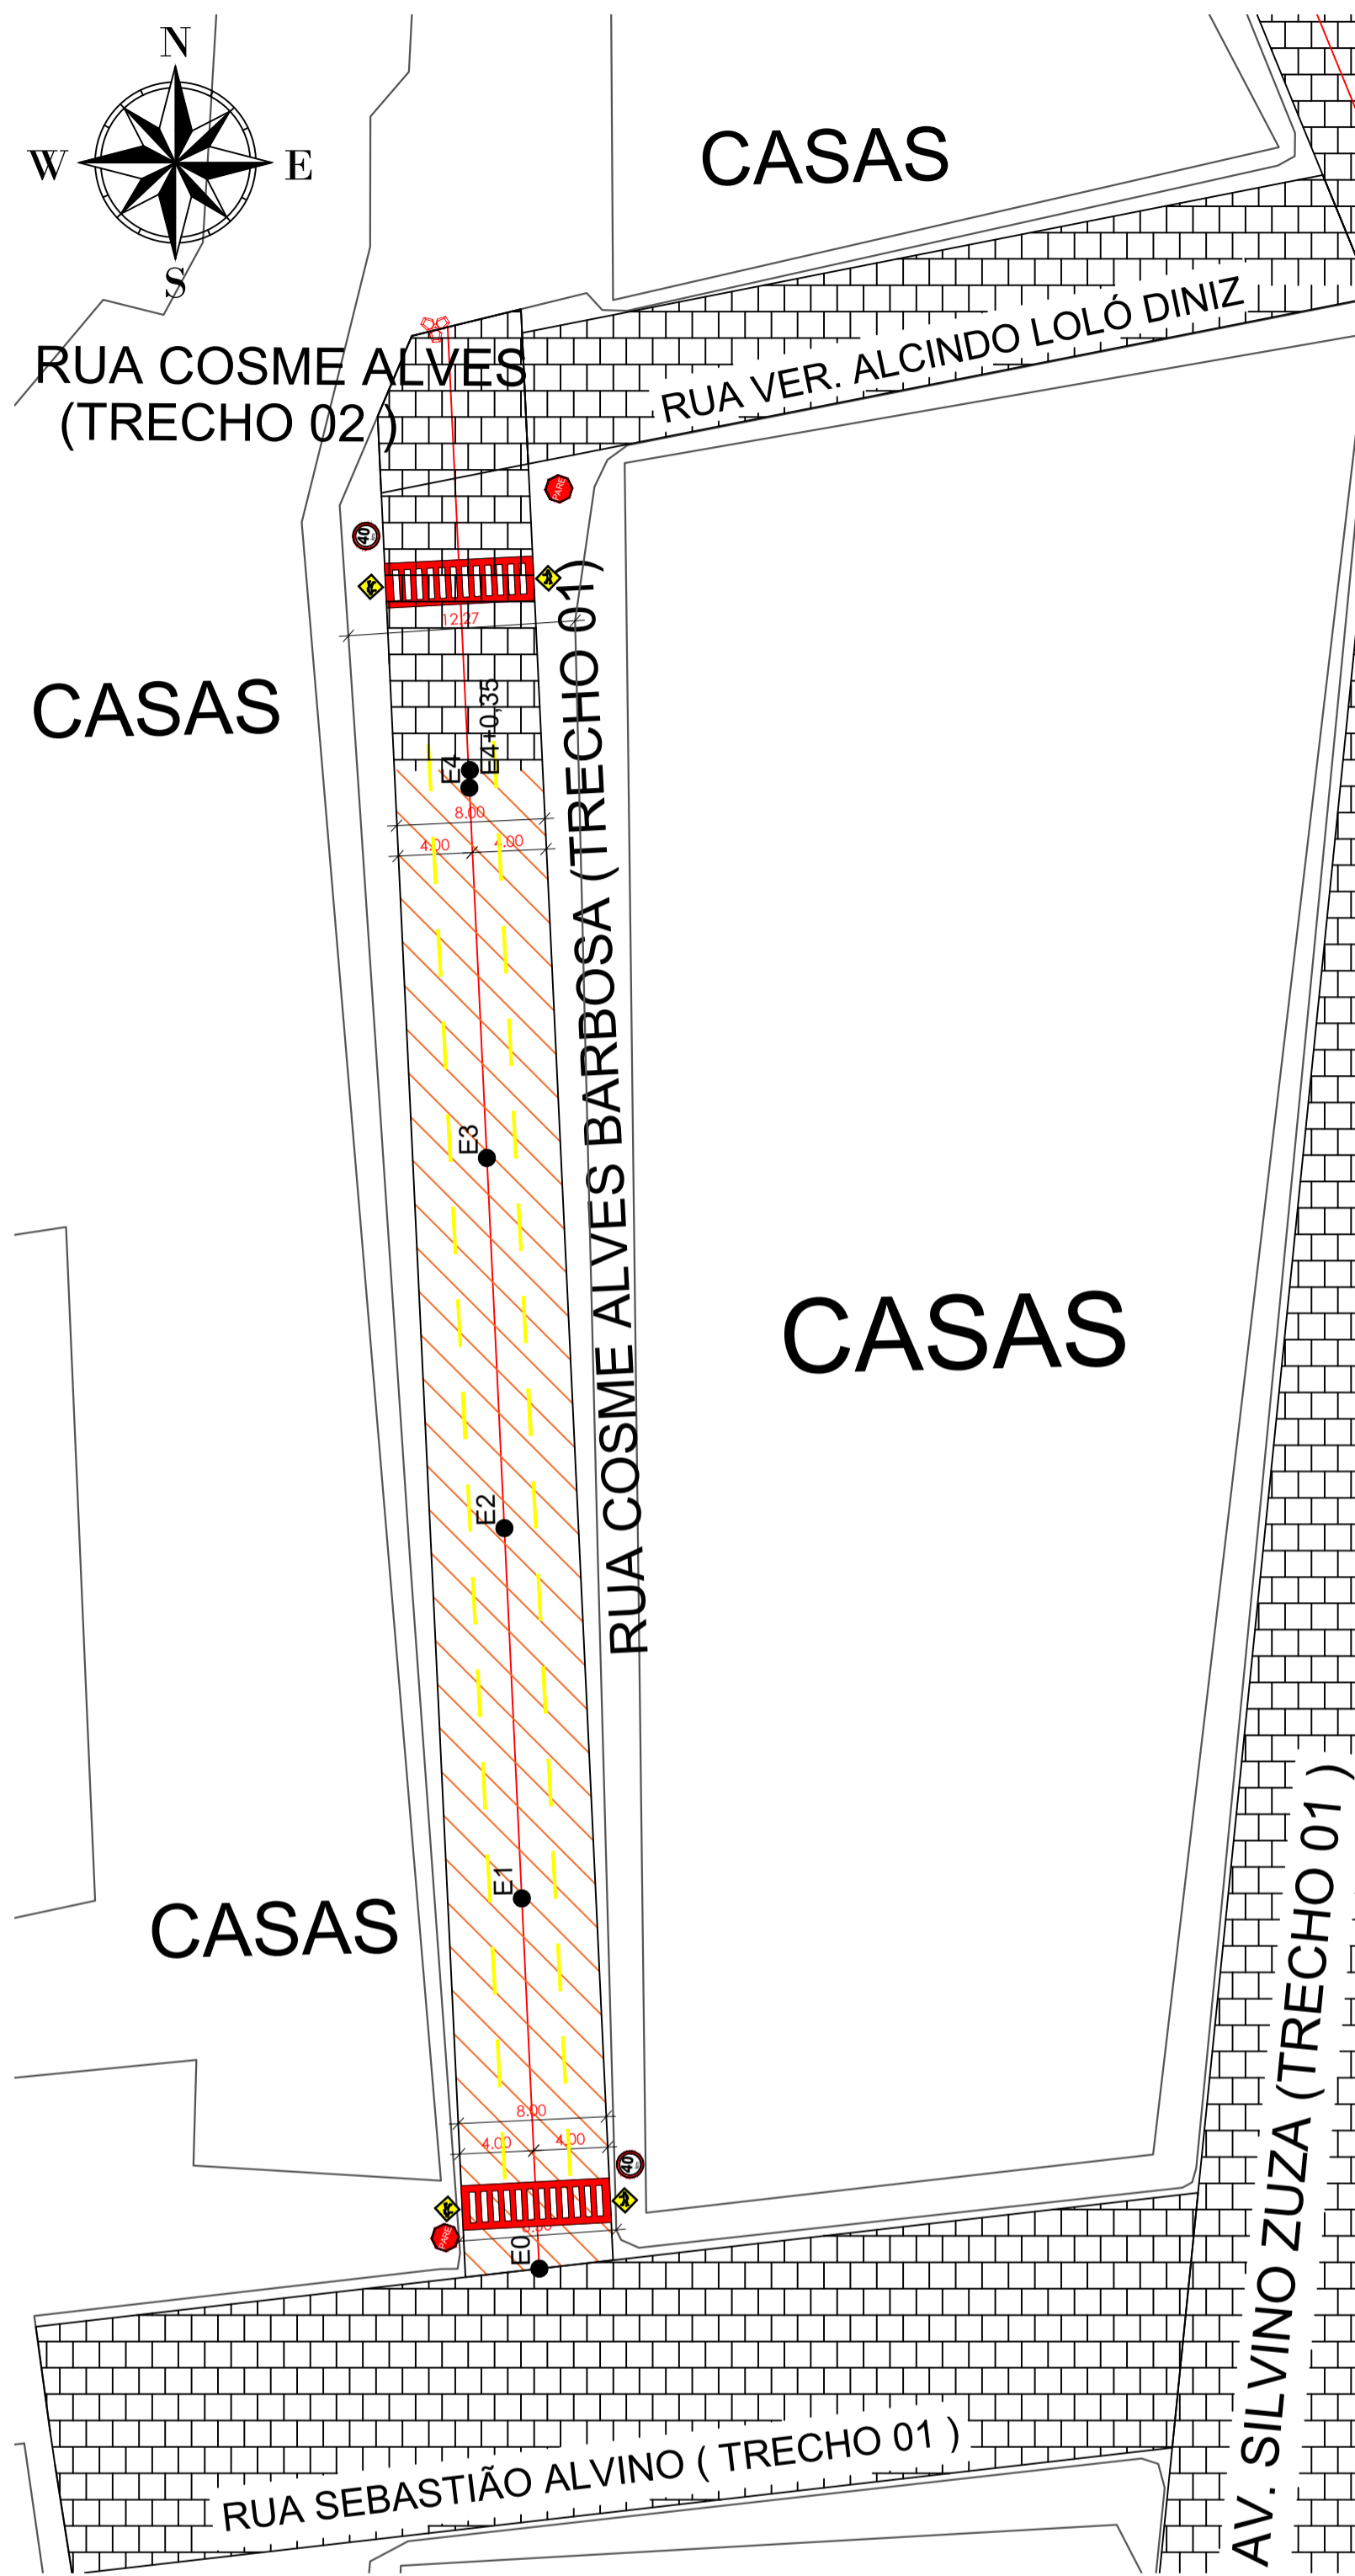 N
W
E
S
CASAS
RUA VER. ALCINDO LOLÓ DINIZ
RUA COSME ALVES
(TRECHO 02 )
PARE
40
12.27
CASAS
RUA COSME ALVES BARBOSA (TRECHO 01)
E4+0,35
E4
8.00
4.00
4.00
E3
CASAS
E2
E1
CASAS
AV. SILVINO ZUZA (TRECHO 01 )
8.00
4.00
4.00
40
PARE
E0
RUA SEBASTIÃO ALVINO ( TRECHO 01 )